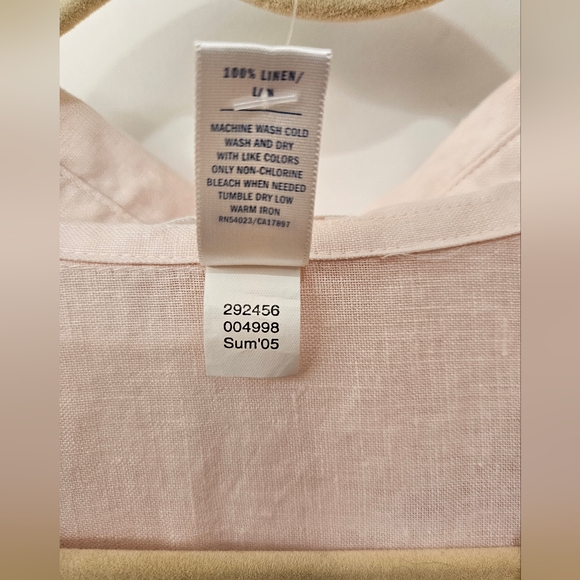 100% LINEN/
MACHINE WASH COLD
WASH AND DRY
WITH LIKE COLORS
ONLY NON-CHLORINE
BLEACH WHEN NEEDED
TUMBLE DRY LOW
WARM IRON
RN54023/CA17897
292456
004998
Sum'05